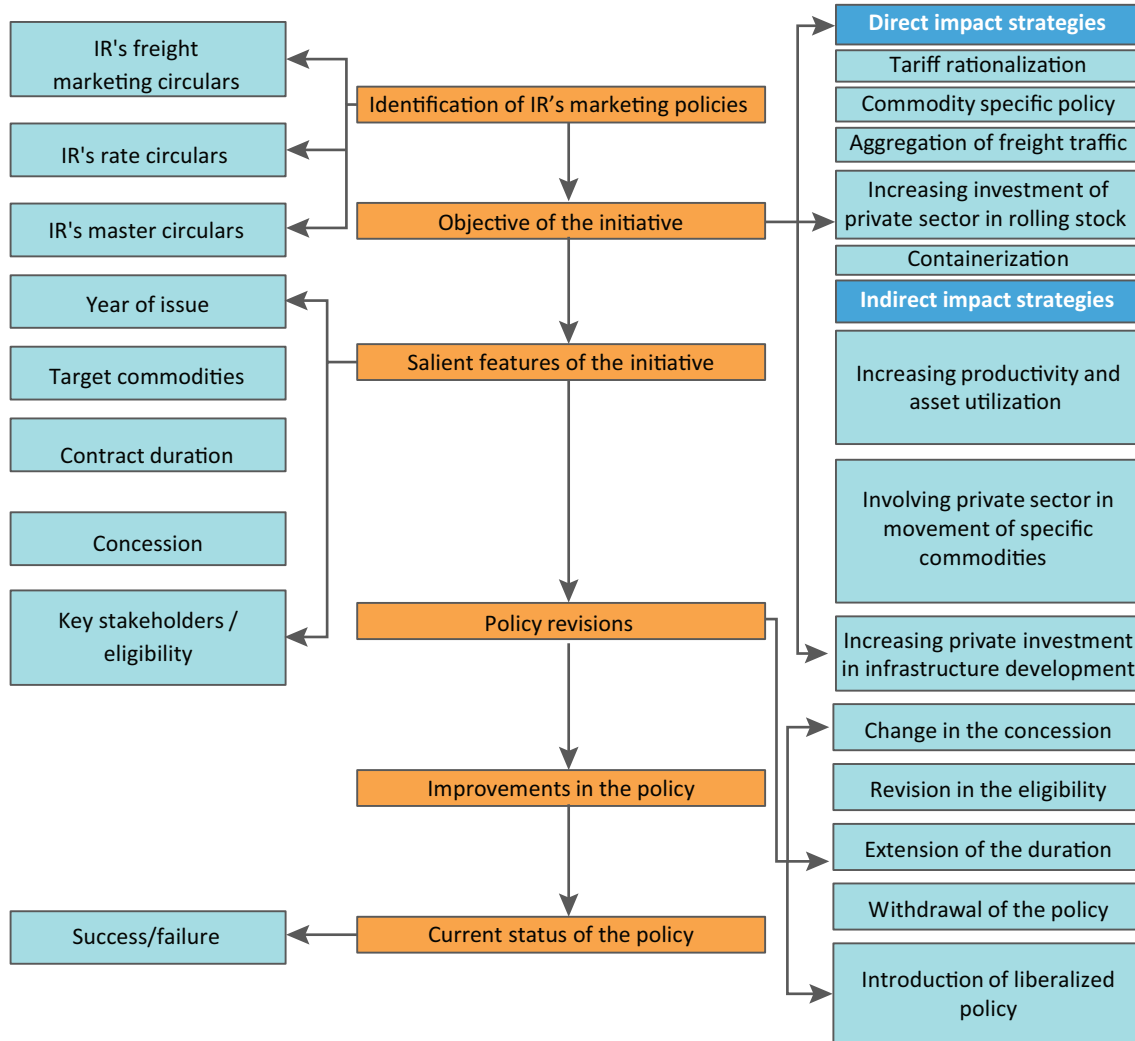 IR's freight
marketing circulars
IR's rate circulars
IR's master circulars
Year of issue
Target commodities
Contract duration
Concession
Key stakeholders /
eligibility
Success/failure
Identification of IR’s marketing policies
Objective of the initiative
Salient features of the initiative
Policy revisions
Improvements in the policy
Current status of the policy
Direct impact strategies
Tariff rationalization
Commodity specific policy
Aggregation of freight traffic
Increasing investment of
private sector in rolling stock
Containerization
Indirect impact strategies
Increasing productivity and
asset utilization
Involving private sector in
movement of specific
commodities
Increasing private investment
in infrastructure development
Change in the concession
Revision in the eligibility
Extension of the duration
Withdrawal of the policy
Introduction of liberalized
policy